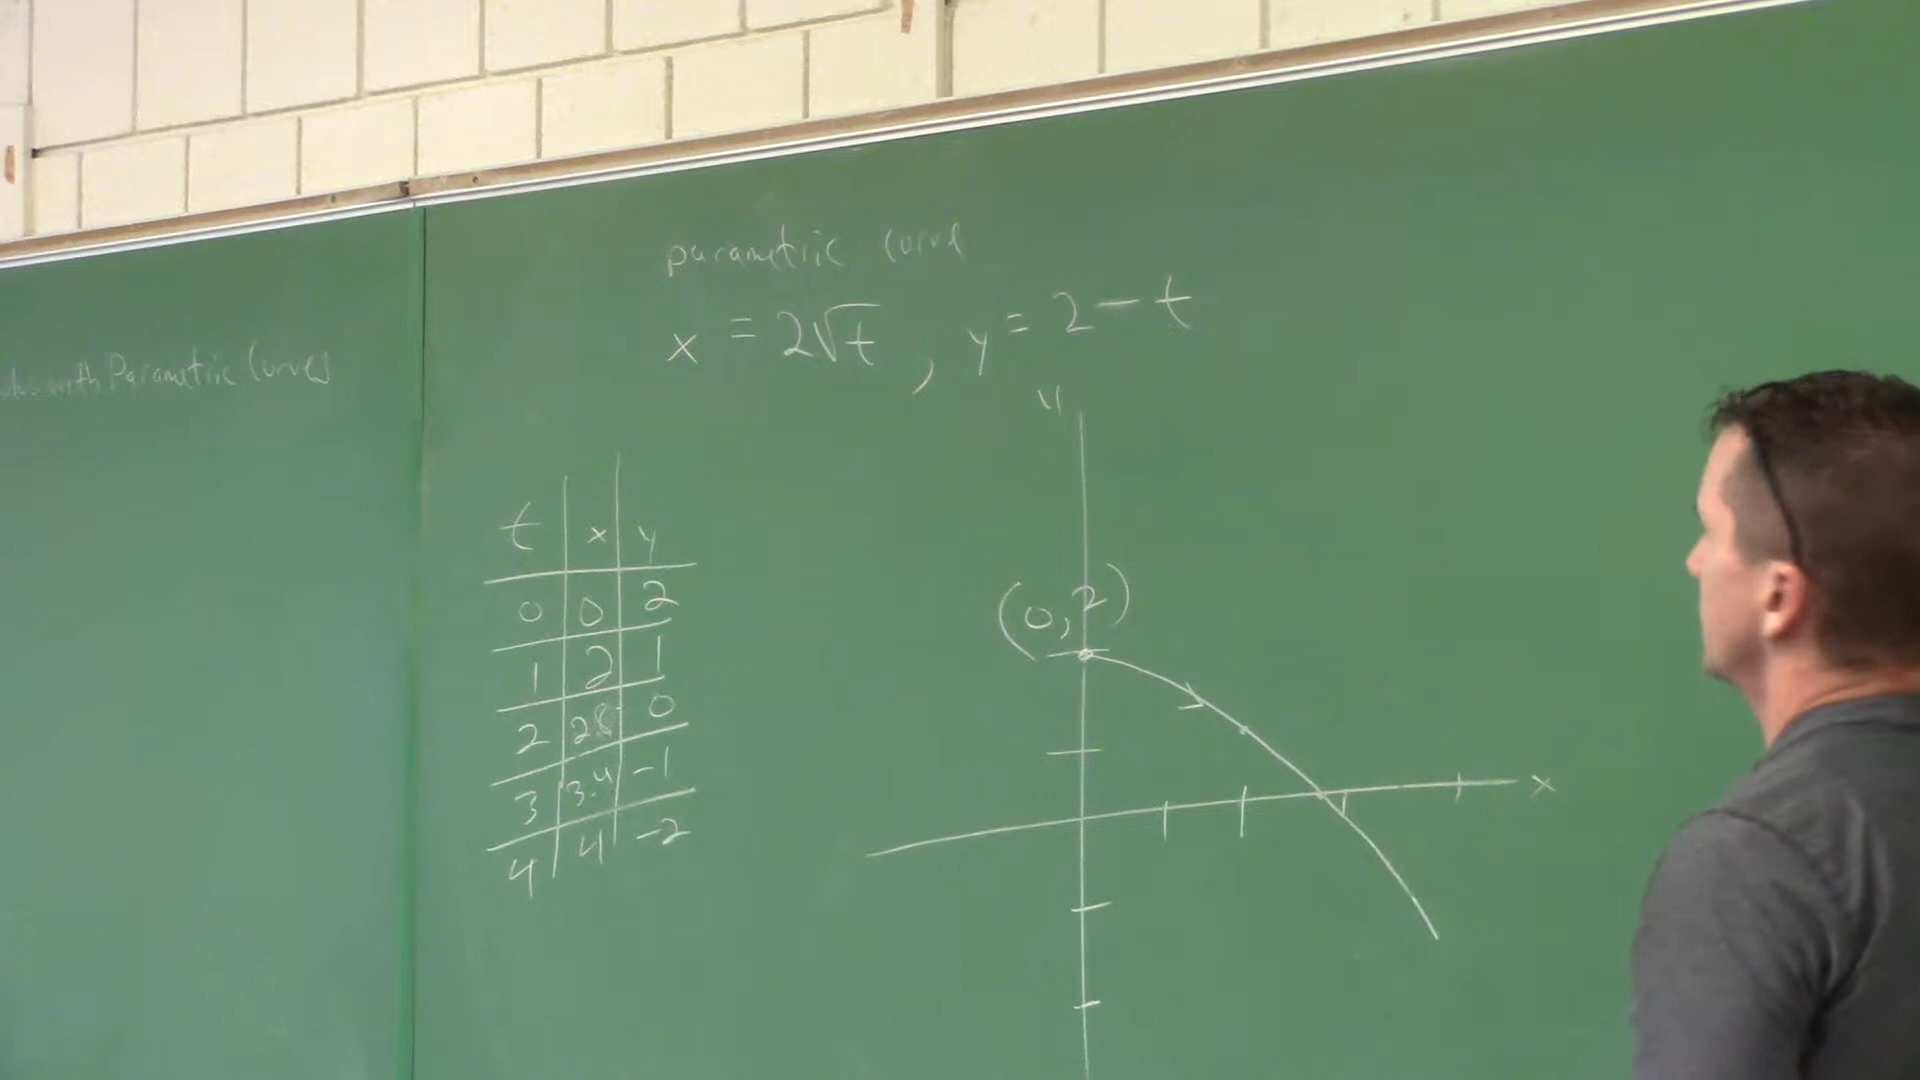 with Parametric Curves
parametric curve
x = 2√t , y = 2 - t
y
t x y
0 0 2
1 2 1
2 2.8 0
3 3.4 -1
4 4 -2
(0,2)
x